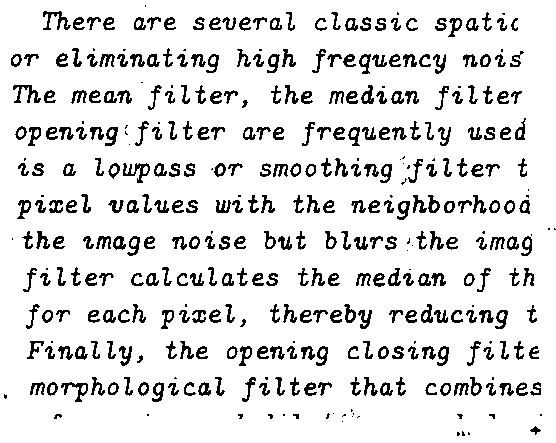 There are several classic spatic
or eliminating high frequency nois
The mean filter, the median filter
opening filter are frequently used
is a lowpass or smoothing filter t
pixel values with the neighborhood
the image noise but blurs the imag
filter calculates the median of th
for each pixel, thereby reducing t
Finally, the opening closing filte
morphological filter that combines